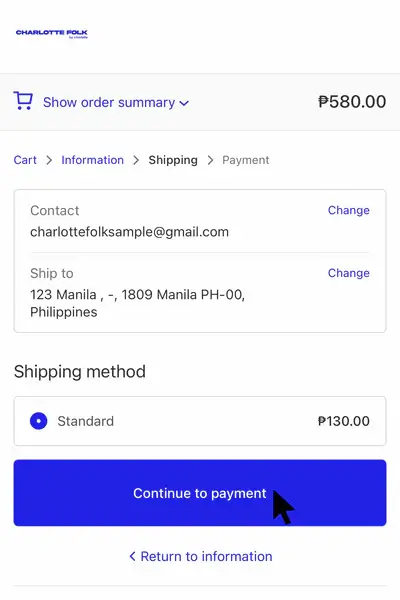 CHARLOTTE FOLK
Show order summary
₱580.00
Cart > Information > Shipping > Payment
Contact
Change
charlottefolksample@gmail.com
Ship to
Change
123 Manila , -, 1809 Manila PH-00,
Philippines
Shipping method
Standard
₱130.00
Continue to payment
Return to information